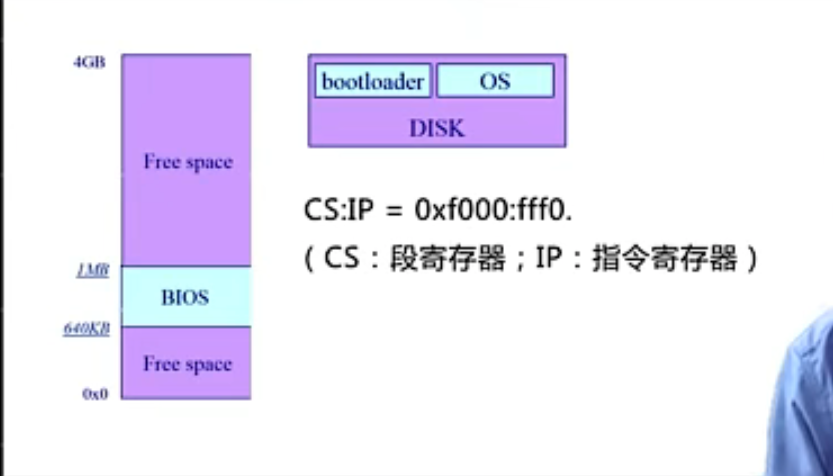 4GB
Free space
1MB
BIOS
640KB
Free space
0x0
bootloader
OS
DISK
CS:IP = 0xf000:fff0.
( CS：段寄存器；IP：指令寄存器 )